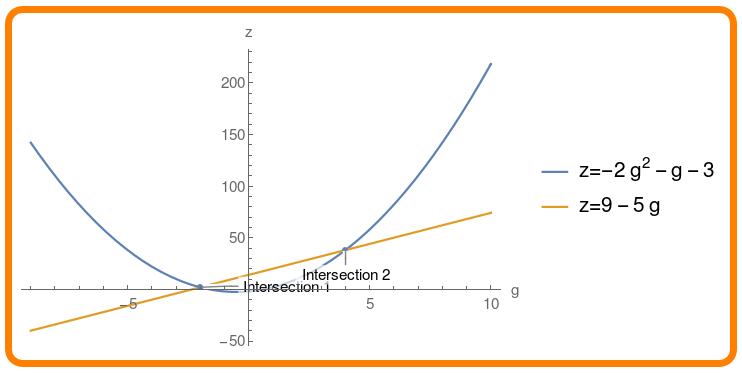 z
200
150
100
50
Intersection 2
Intersection 1
-5
5
10
g
-50
z=-2 g² - g - 3
z=9 - 5 g